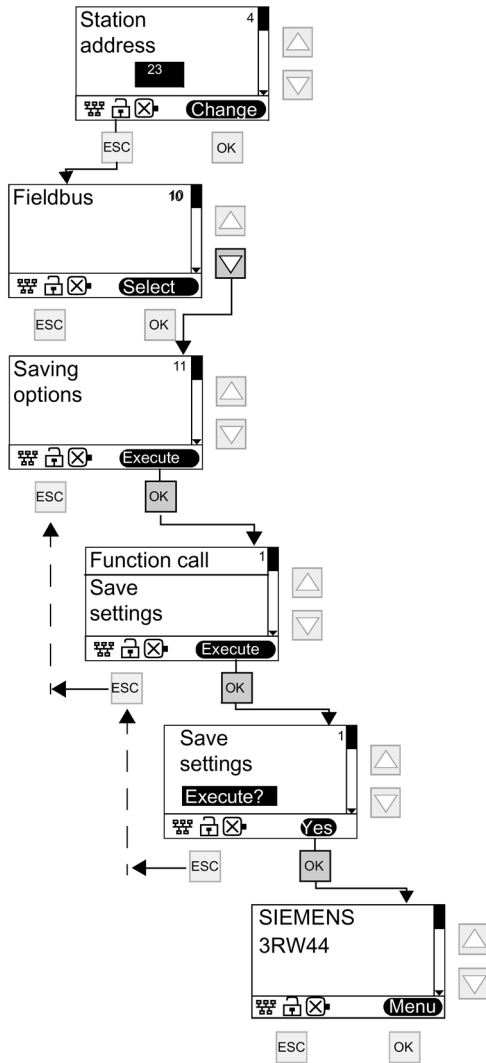 Station 4
address
23
Change
ESC OK
Fieldbus 10
Select
ESC OK
Saving 11
options
Execute
ESC OK
Function call 1
Save
settings
Execute
ESC OK
Save 1
settings
Execute?
Yes
ESC OK
SIEMENS
3RW44
Menu
ESC OK